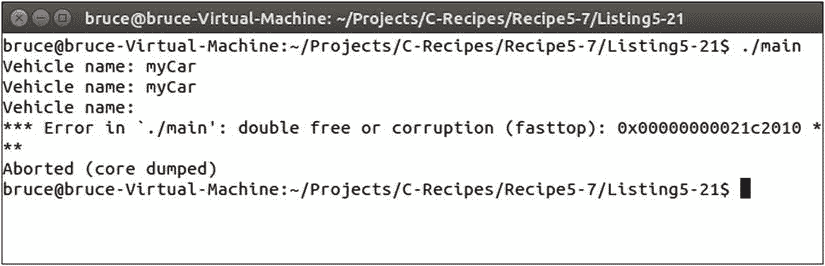 bruce@bruce-Virtual-Machine: ~/Projects/C-Recipes/Recipe5-7/Listing5-21
bruce@bruce-Virtual-Machine:~/Projects/C-Recipes/Recipe5-7/Listing5-21$ ./main
Vehicle name: myCar
Vehicle name: myCar
Vehicle name:
*** Error in `./main': double free or corruption (fasttop): 0x00000000021c2010 *
**
Aborted (core dumped)
bruce@bruce-Virtual-Machine:~/Projects/C-Recipes/Recipe5-7/Listing5-21$